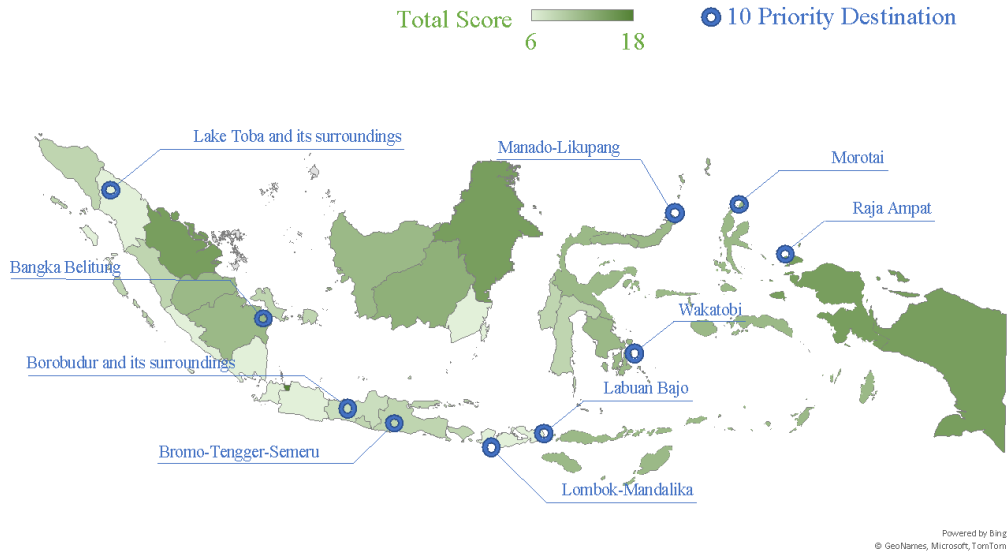 Total Score
6
18
10 Priority Destination
Lake Toba and its surroundings
Manado-Likupang
Morotai
Raja Ampat
Bangka Belitung
Wakatobi
Borobudur and its surroundings
Labuan Bajo
Bromo-Tengger-Semeru
Lombok-Mandalika
Powered by Bing
© GeoNames, Microsoft, TomTom